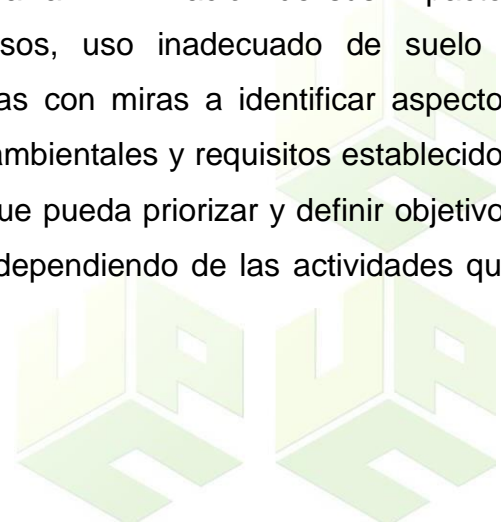 sos, uso inadecuado de suelo
as con miras a identificar aspecto
ambientales y requisitos establecido
ue pueda priorizar y definir objetivo
dependiendo de las actividades qu